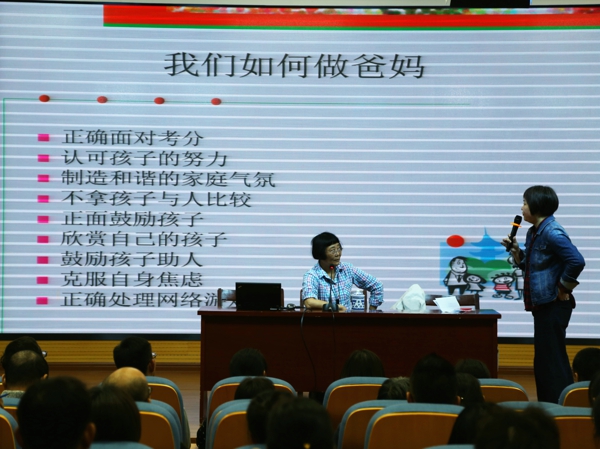 我们如何做爸妈
正确面对考分
认可孩子的努力
制造和谐的家庭气氛
不拿孩子与人比较
正面鼓励孩子
欣赏自己的孩子
鼓励孩子助人
克服自身焦虑
正确处理网络游